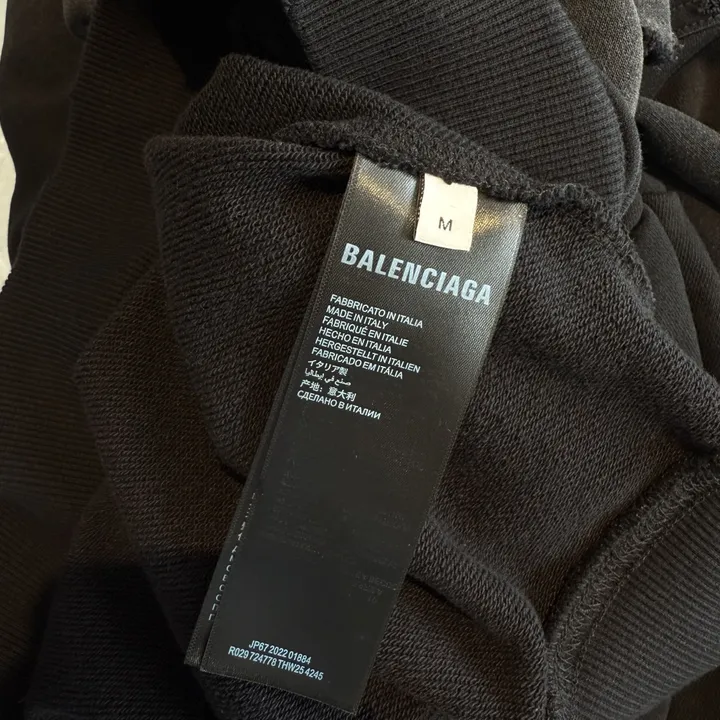 M
BALENCIAGA
FABBRICATO IN ITALIA
MADE IN ITALY
FABRIQUÉ EN ITALIE
HECHO EN ITALIA
HERGESTELLT IN ITALIEN
FABRICADO EM ITÁLIA
イタリア製
صنع في إيطاليا
产地：意大利
СДЕЛАНО В ИТАЛИИ
JP67 2022 01884
R029 724778 THW25 4245